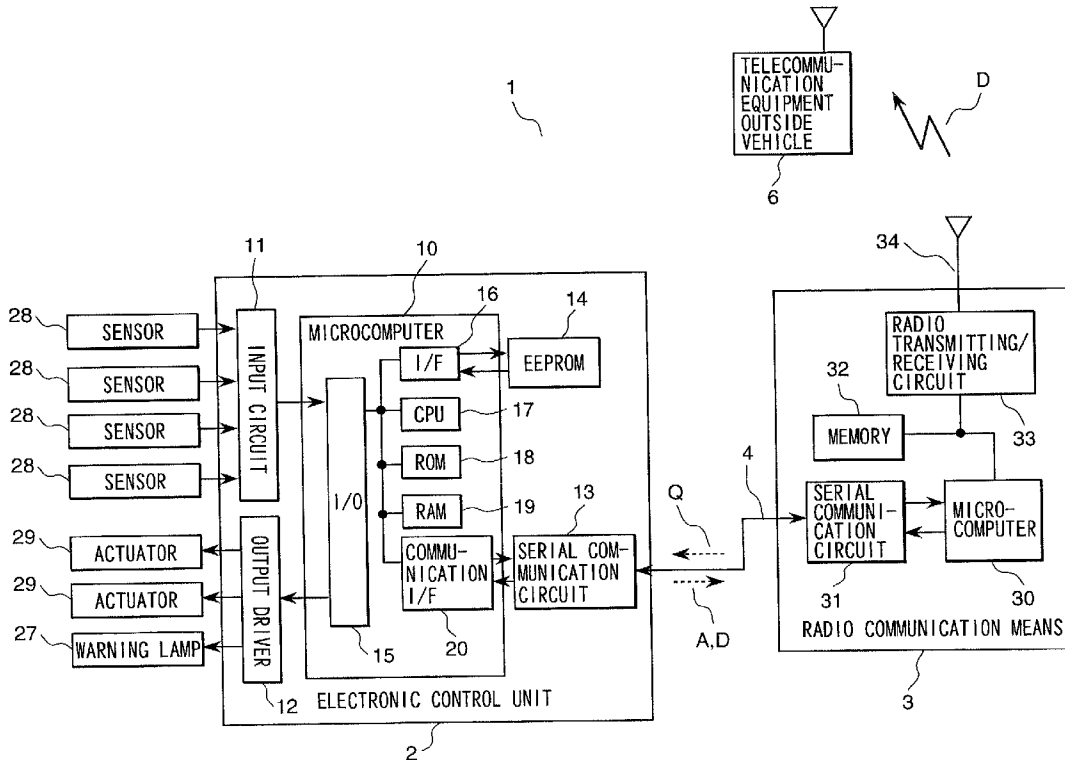 1
TELECOMMU-
NICATION
EQUIPMENT
OUTSIDE
VEHICLE
D
6
34
11
10
16
14
28
SENSOR
28
SENSOR
28
SENSOR
28
SENSOR
INPUT CIRCUIT
MICROCOMPUTER
I/F
EEPROM
CPU
17
ROM
18
RAM
19
I/O
COMMU-
NICATION
I/F
20
13
SERIAL COM-
MUNICATION
CIRCUIT
29
ACTUATOR
29
ACTUATOR
27
WARNING LAMP
OUTPUT DRIVER
12
15
ELECTRONIC CONTROL UNIT
2
Q
A,D
4
RADIO
TRANSMITTING/
RECEIVING
CIRCUIT
33
32
MEMORY
SERIAL
COMMUNI-
CATION
CIRCUIT
31
MICRO-
COMPUTER
30
RADIO COMMUNICATION MEANS
3